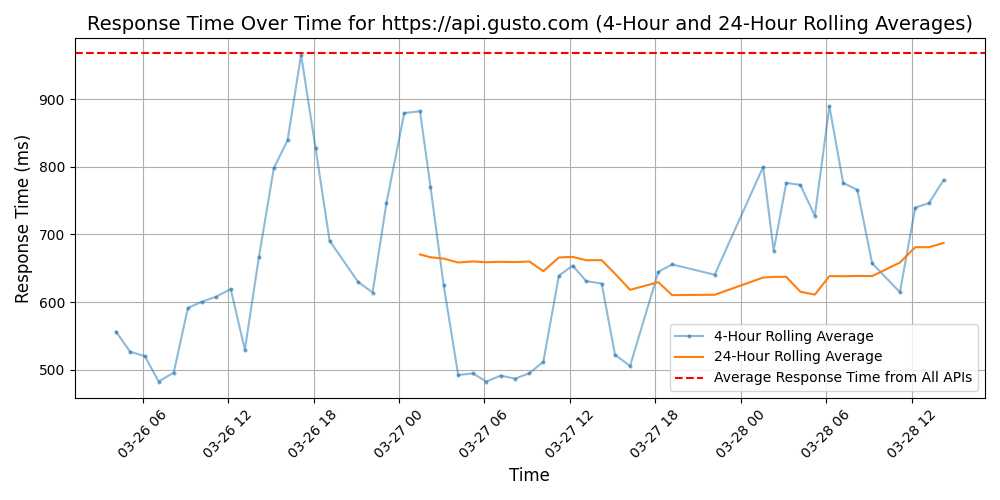 Response Time Over Time for https://api.gusto.com (4-Hour and 24-Hour Rolling Averages)
Response Time (ms)
900
800
700
600
500
4-Hour Rolling Average
24-Hour Rolling Average
Average Response Time from All APIs
03-26 06
03-26 12
03-26 18
03-27 00
03-27 06
03-27 12
03-27 18
03-28 00
03-28 06
03-28 12
Time